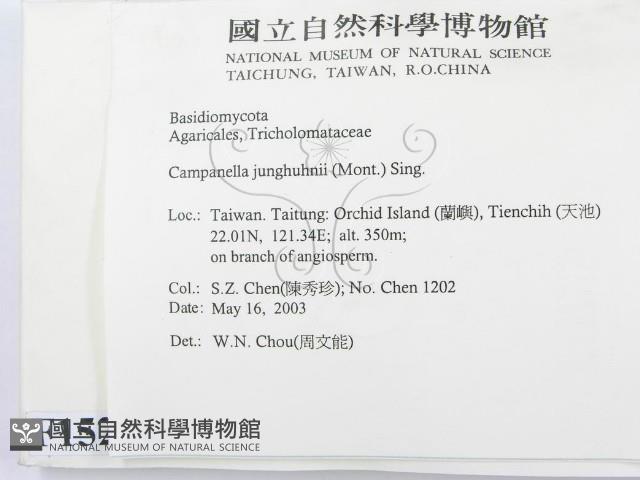 國立自然科學博物館
NATIONAL MUSEUM OF NATURAL SCIENCE
TAICHUNG, TAIWAN, R.O.CHINA
Basidiomycota
Agaricales, Tricholomataceae
Campanella junghuhnii (Mont.) Sing.
Loc.: Taiwan. Taitung: Orchid Island (蘭嶼), Tienchih (天池)
22.01N, 121.34E; alt. 350m;
on branch of angiosperm.
Col.: S.Z. Chen(陳秀珍); No. Chen 1202
Date: May 16, 2003
Det.: W.N. Chou(周文能)
國立自然科學博物館
NATIONAL MUSEUM OF NATURAL SCIENCE